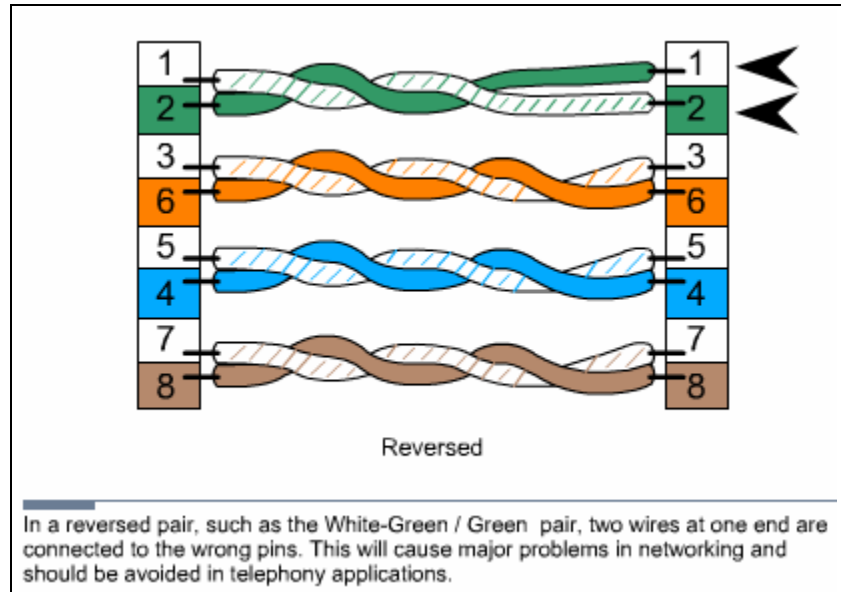 1 1
2 2
3 3
6 6
5 5
4 4
7 7
8 8
Reversed
In a reversed pair, such as the White-Green / Green pair, two wires at one end are
connected to the wrong pins. This will cause major problems in networking and
should be avoided in telephony applications.